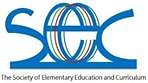 SEC
The Society of Elementary Education and Curriculum